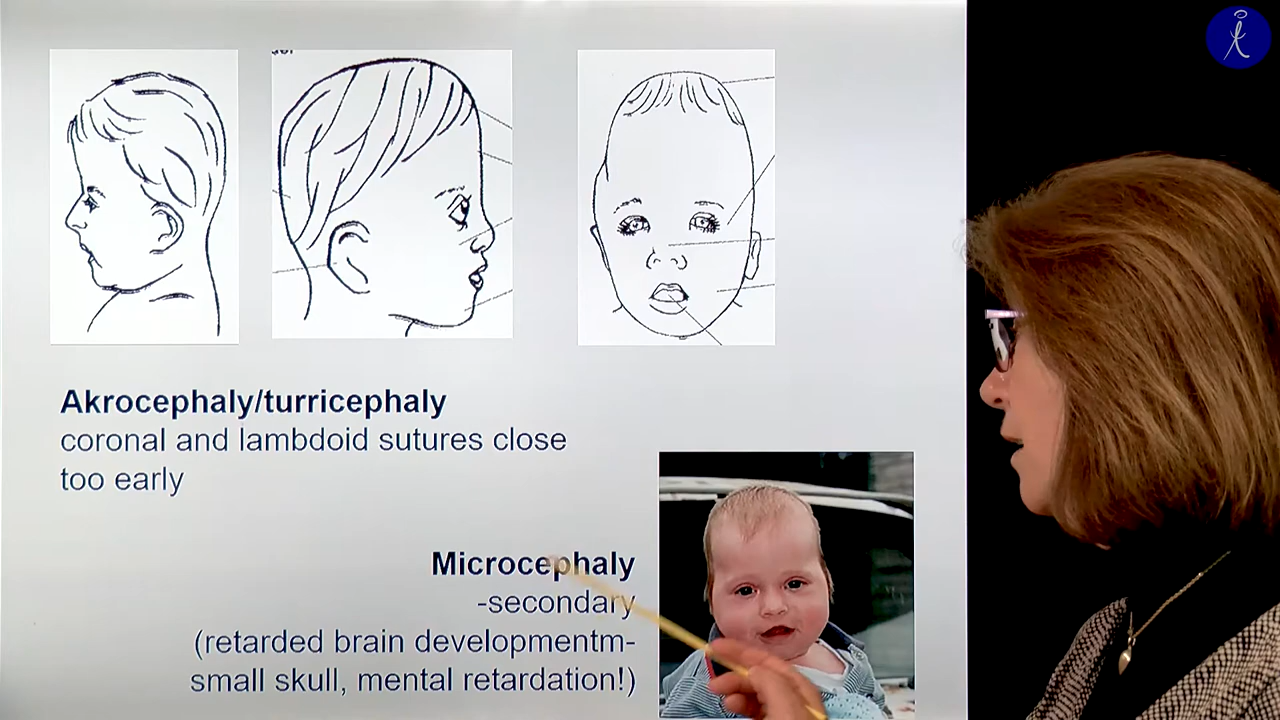 Akrocephaly/turricephaly
coronal and lambdoid sutures close
too early
Microcephaly
-secondary
(retarded brain developmentm-
small skull, mental retardation!)